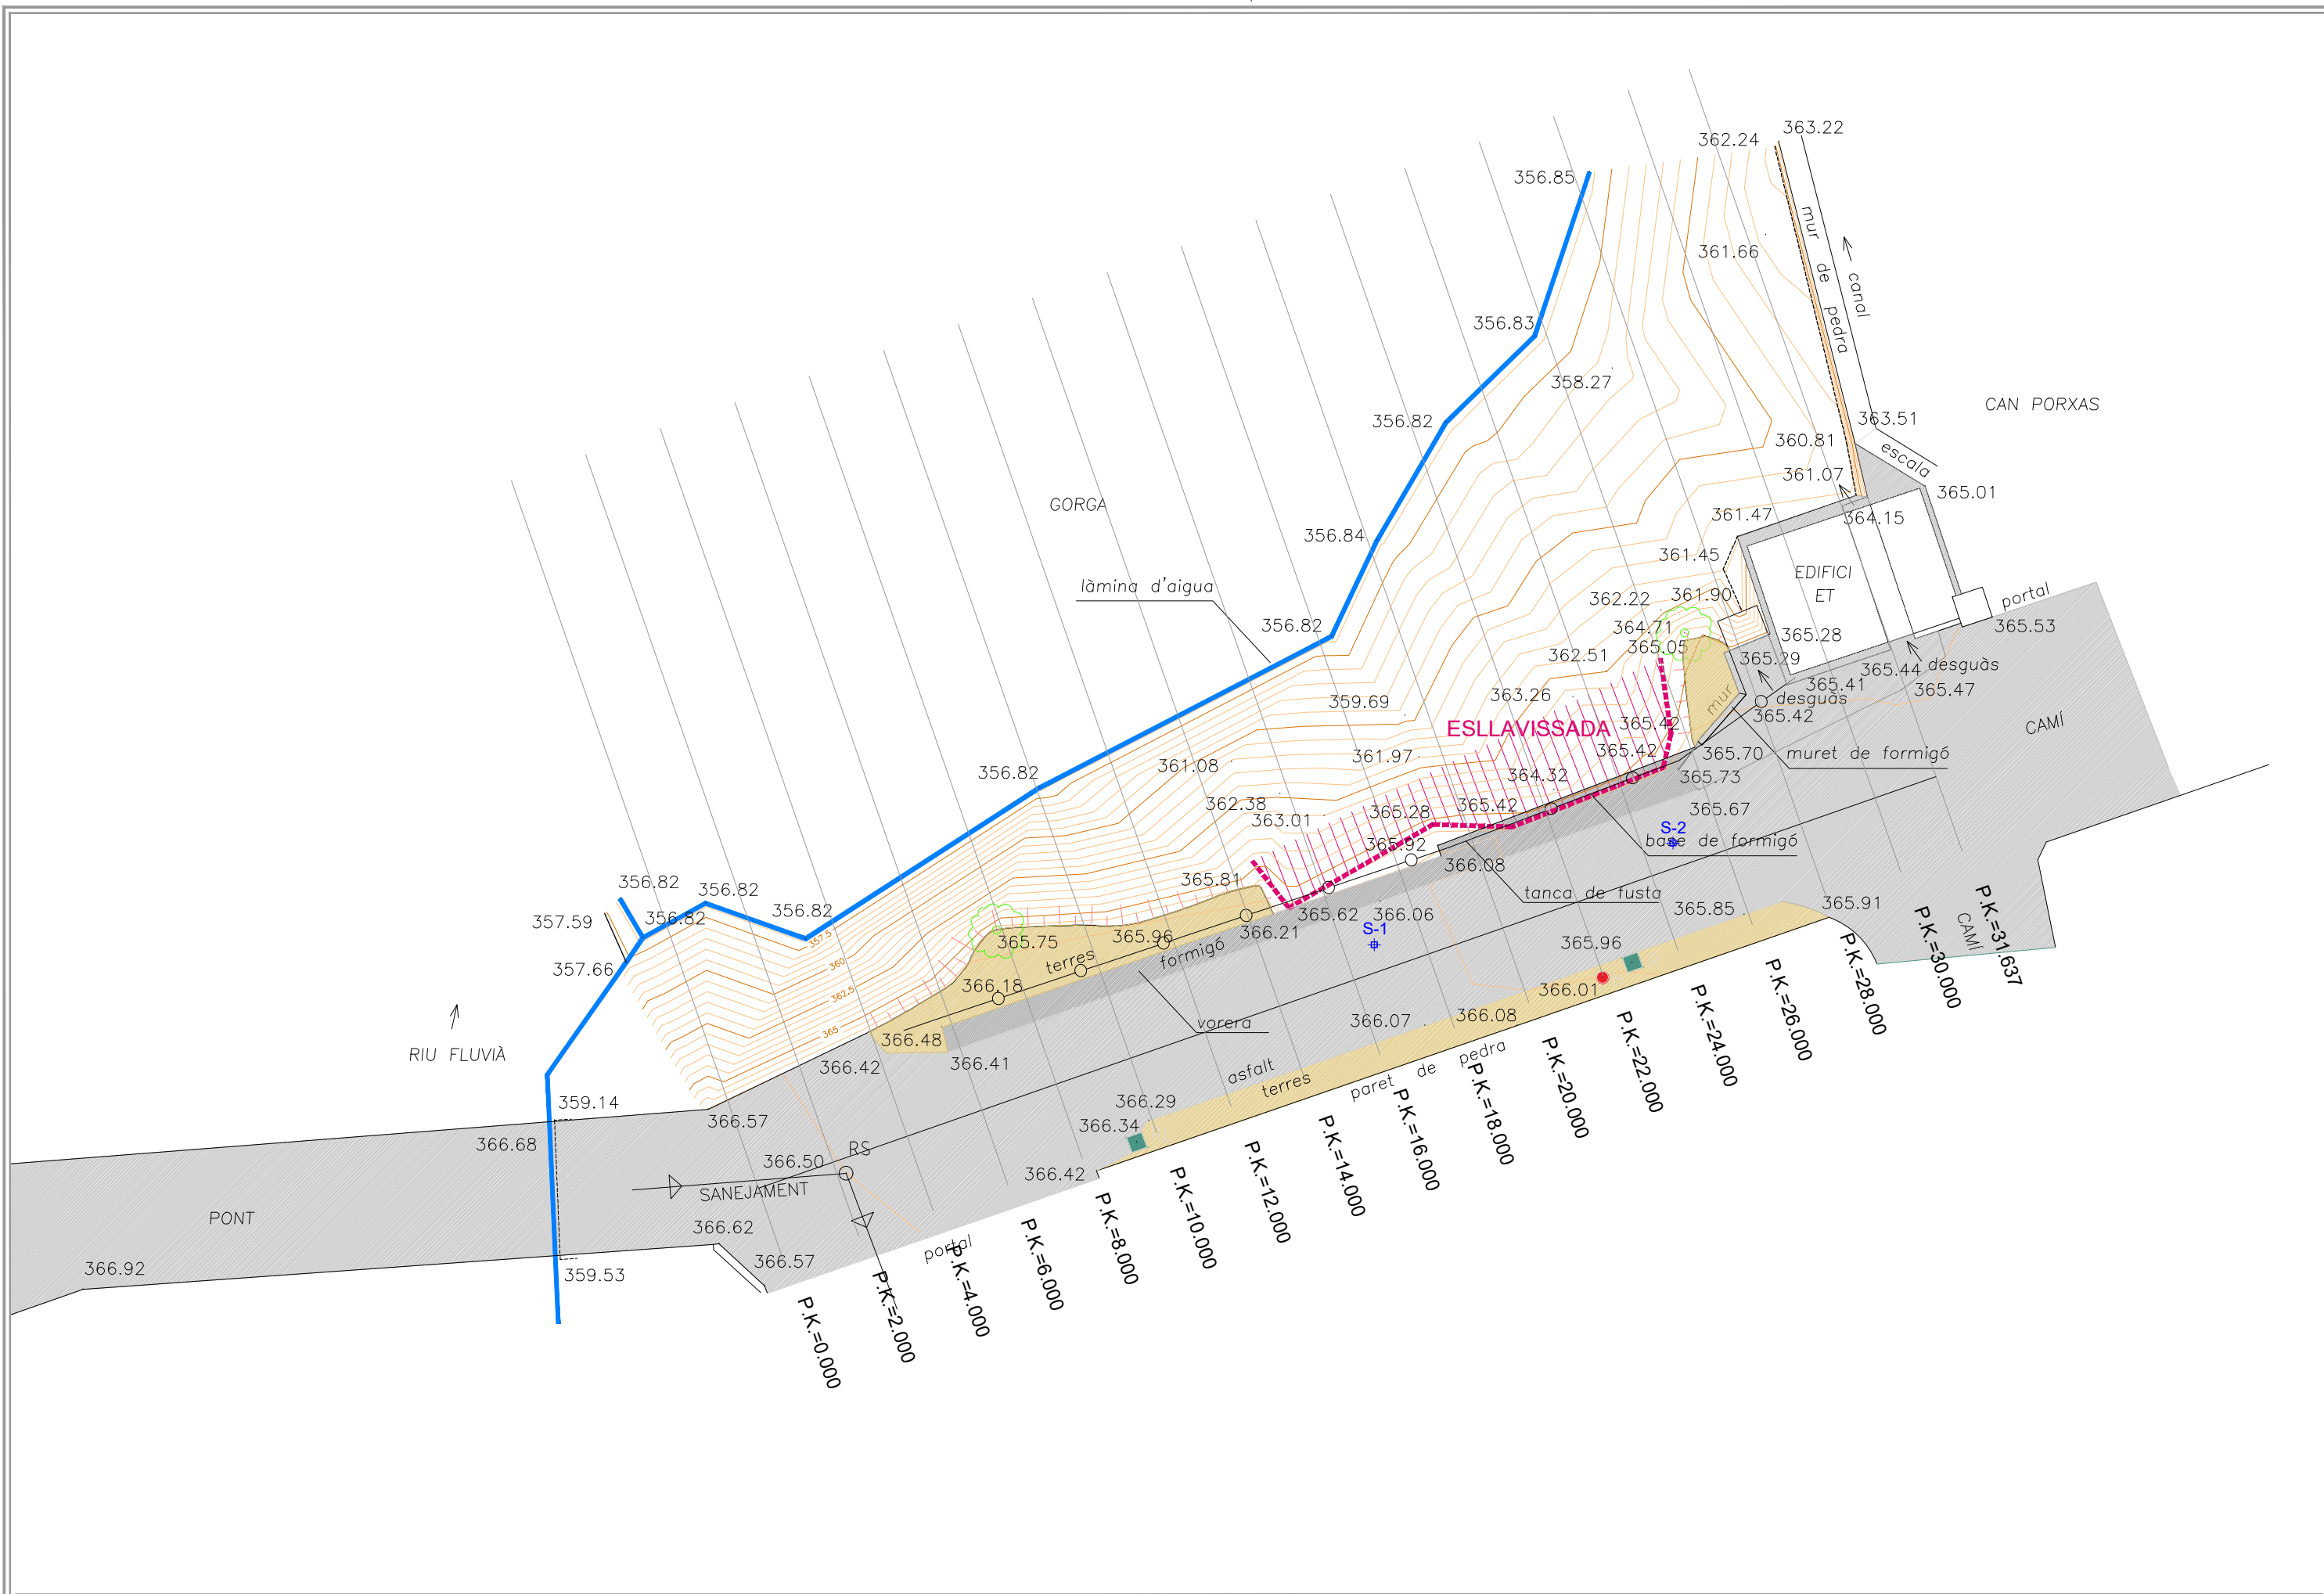 363.22
362.24
356.85
mur de pedra
canal
361.66
356.83
358.27
CAN PORXAS
356.82
363.51
360.81
escala
361.07
365.01
GORGA
361.47
364.15
356.84
361.45
EDIFICI
ET
làmina d'aigua
361.90
362.22
portal
356.82
364.71
365.53
365.05
365.28
362.51
365.29
desguàs
365.44
365.41
365.47
363.26
359.69
desguàs
365.42
CAMÍ
ESLLAVISSADA
365.42
mur
365.42
365.70
muret de formigó
361.97
361.08
356.82
364.32
365.73
362.38
365.42
365.28
365.67
363.01
S-2
base de formigó
365.92
366.08
365.81
tanca de fusta
356.82
356.82
356.82
357.59
356.82
357.5
365.62
366.06
365.85
365.91
366.21
S-1
365.75
365.96
365.96
CAMÍ
terres
formigó
357.66
360
362.5
365
366.18
366.01
366.07
366.08
vorera
366.48
RIU FLUVIÀ
366.42
366.41
asfalt
terres
paret de pedra
359.14
366.29
366.57
366.34
366.68
RS
366.50
366.42
SANEJAMENT
PONT
366.62
portal
366.57
366.92
359.53
P.K.=0.000
P.K.=2.000
P.K.=4.000
P.K.=6.000
P.K.=8.000
P.K.=10.000
P.K.=12.000
P.K.=14.000
P.K.=16.000
P.K.=18.000
P.K.=20.000
P.K.=22.000
P.K.=24.000
P.K.=26.000
P.K.=28.000
P.K.=30.000
P.K.=31.637